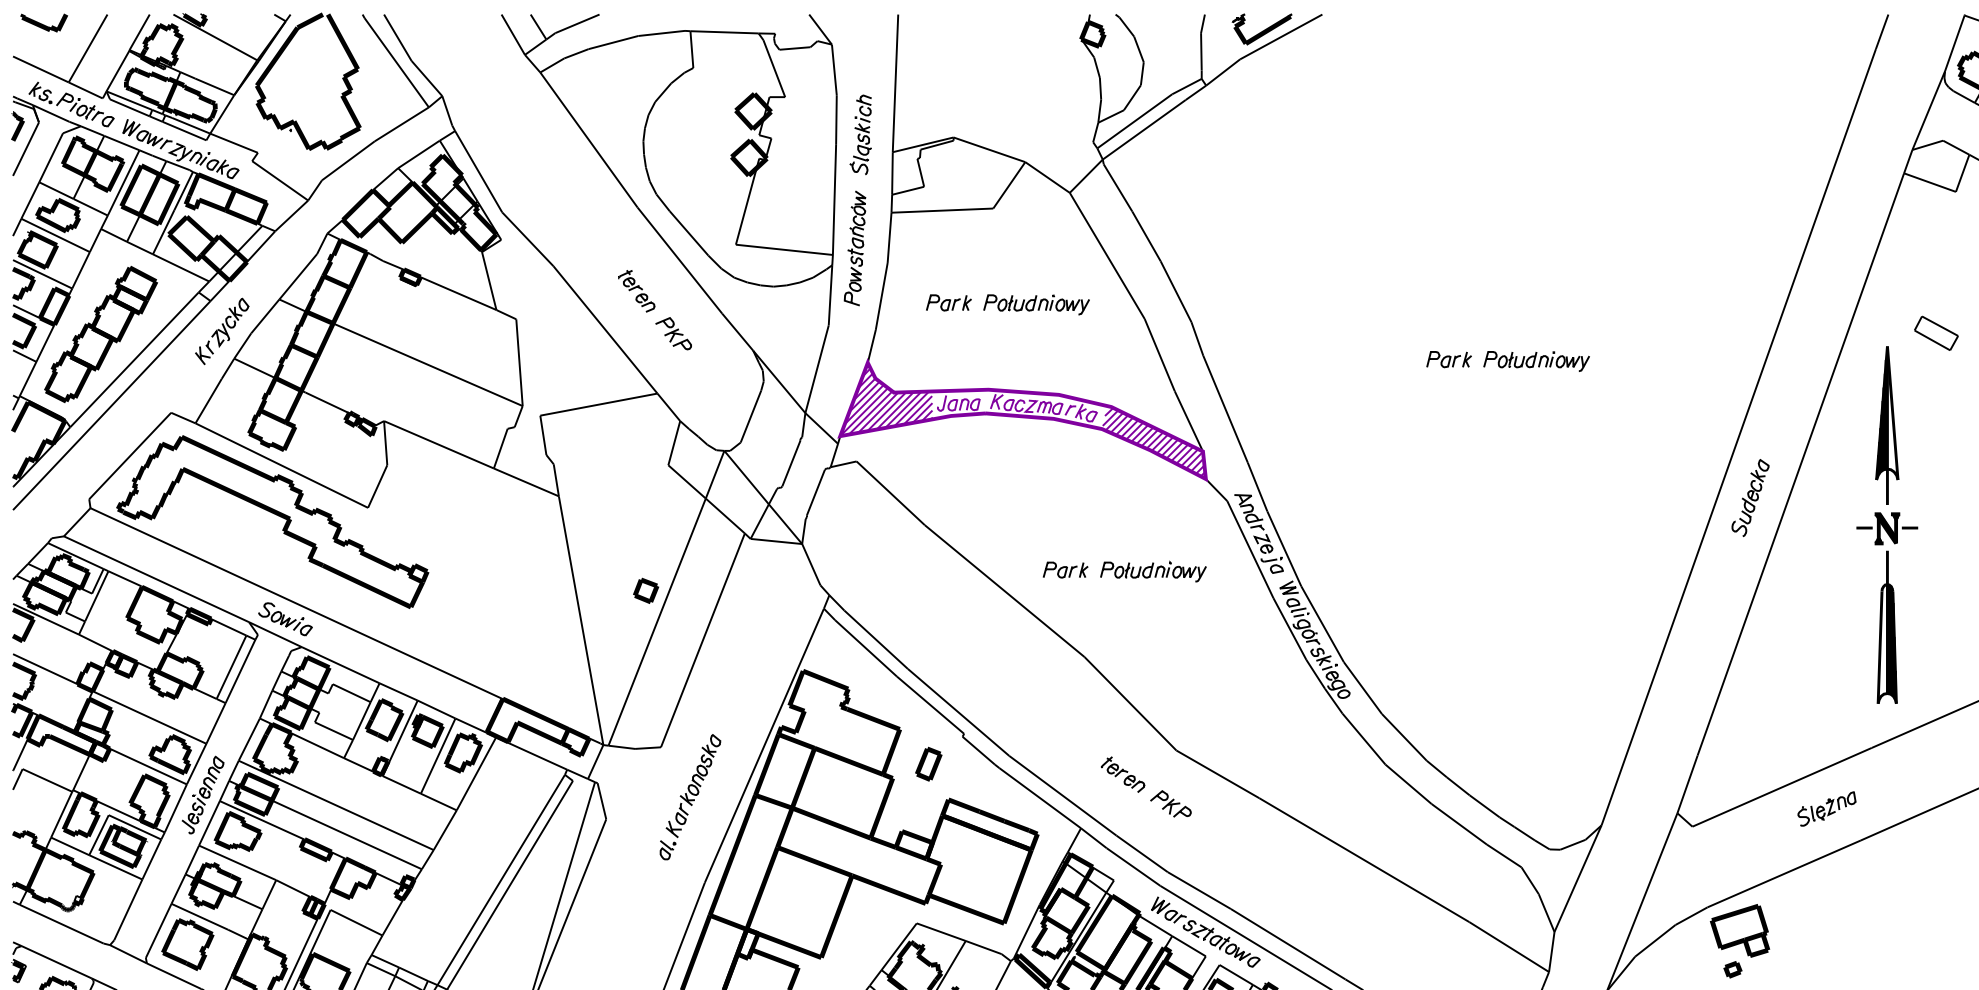 ks. Piotra Wawrzyniaka
Powstańców Śląskich
teren PKP
Krzycka
Park Południowy
Park Południowy
Jana Kaczmarka
Sudecka
N
Andrzeja Waligórskiego
Park Południowy
Sowia
Jesienna
al. Karkonoska
teren PKP
Ślężna
Warsztatowa